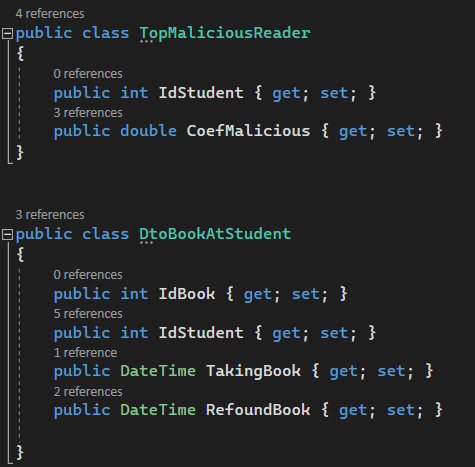 4 references
public class TopMaliciousReader
{
0 references
public int IdStudent { get; set; }
3 references
public double CoefMalicious { get; set; }
}
3 references
public class DtoBookAtStudent
{
0 references
public int IdBook { get; set; }
5 references
public int IdStudent { get; set; }
1 reference
public DateTime TakingBook { get; set; }
2 references
public DateTime RefoundBook { get; set; }
}